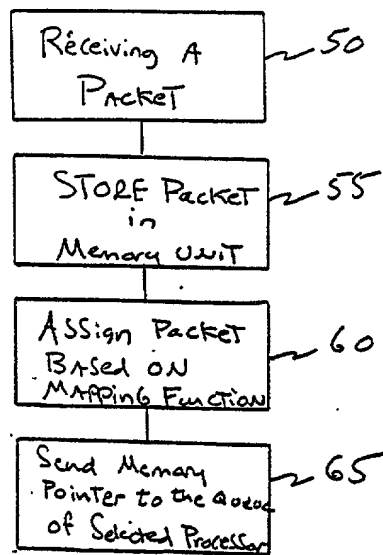 Receiving A
Packet
50
STORE Packet
in
Memory UNIT
55
Assign Packet
Based on
Mapping Function
60
Send Memory
Pointer to the Queue
of Selected Processor
65